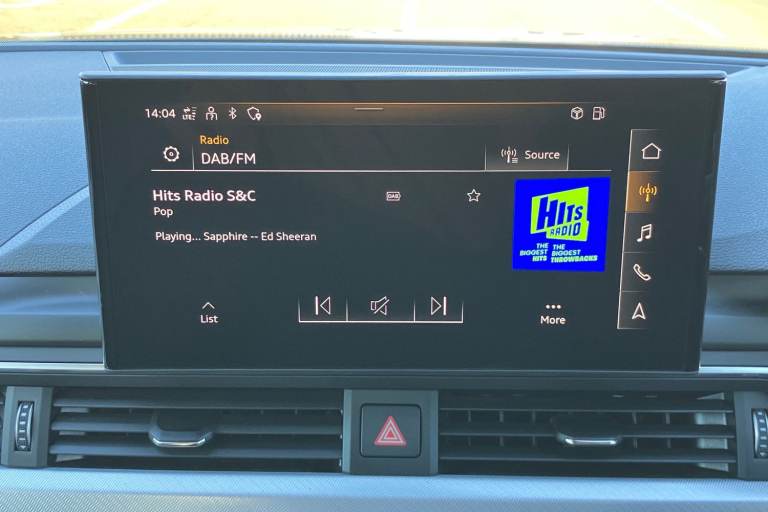 14:04 LTE
Radio
DAB/FM
Source
Hits Radio S&C
DAB
Pop
Playing... Sapphire -- Ed Sheeran
HITS
RADIO
THE THE
BIGGEST BIGGEST
HITS THROWBACKS
List
More